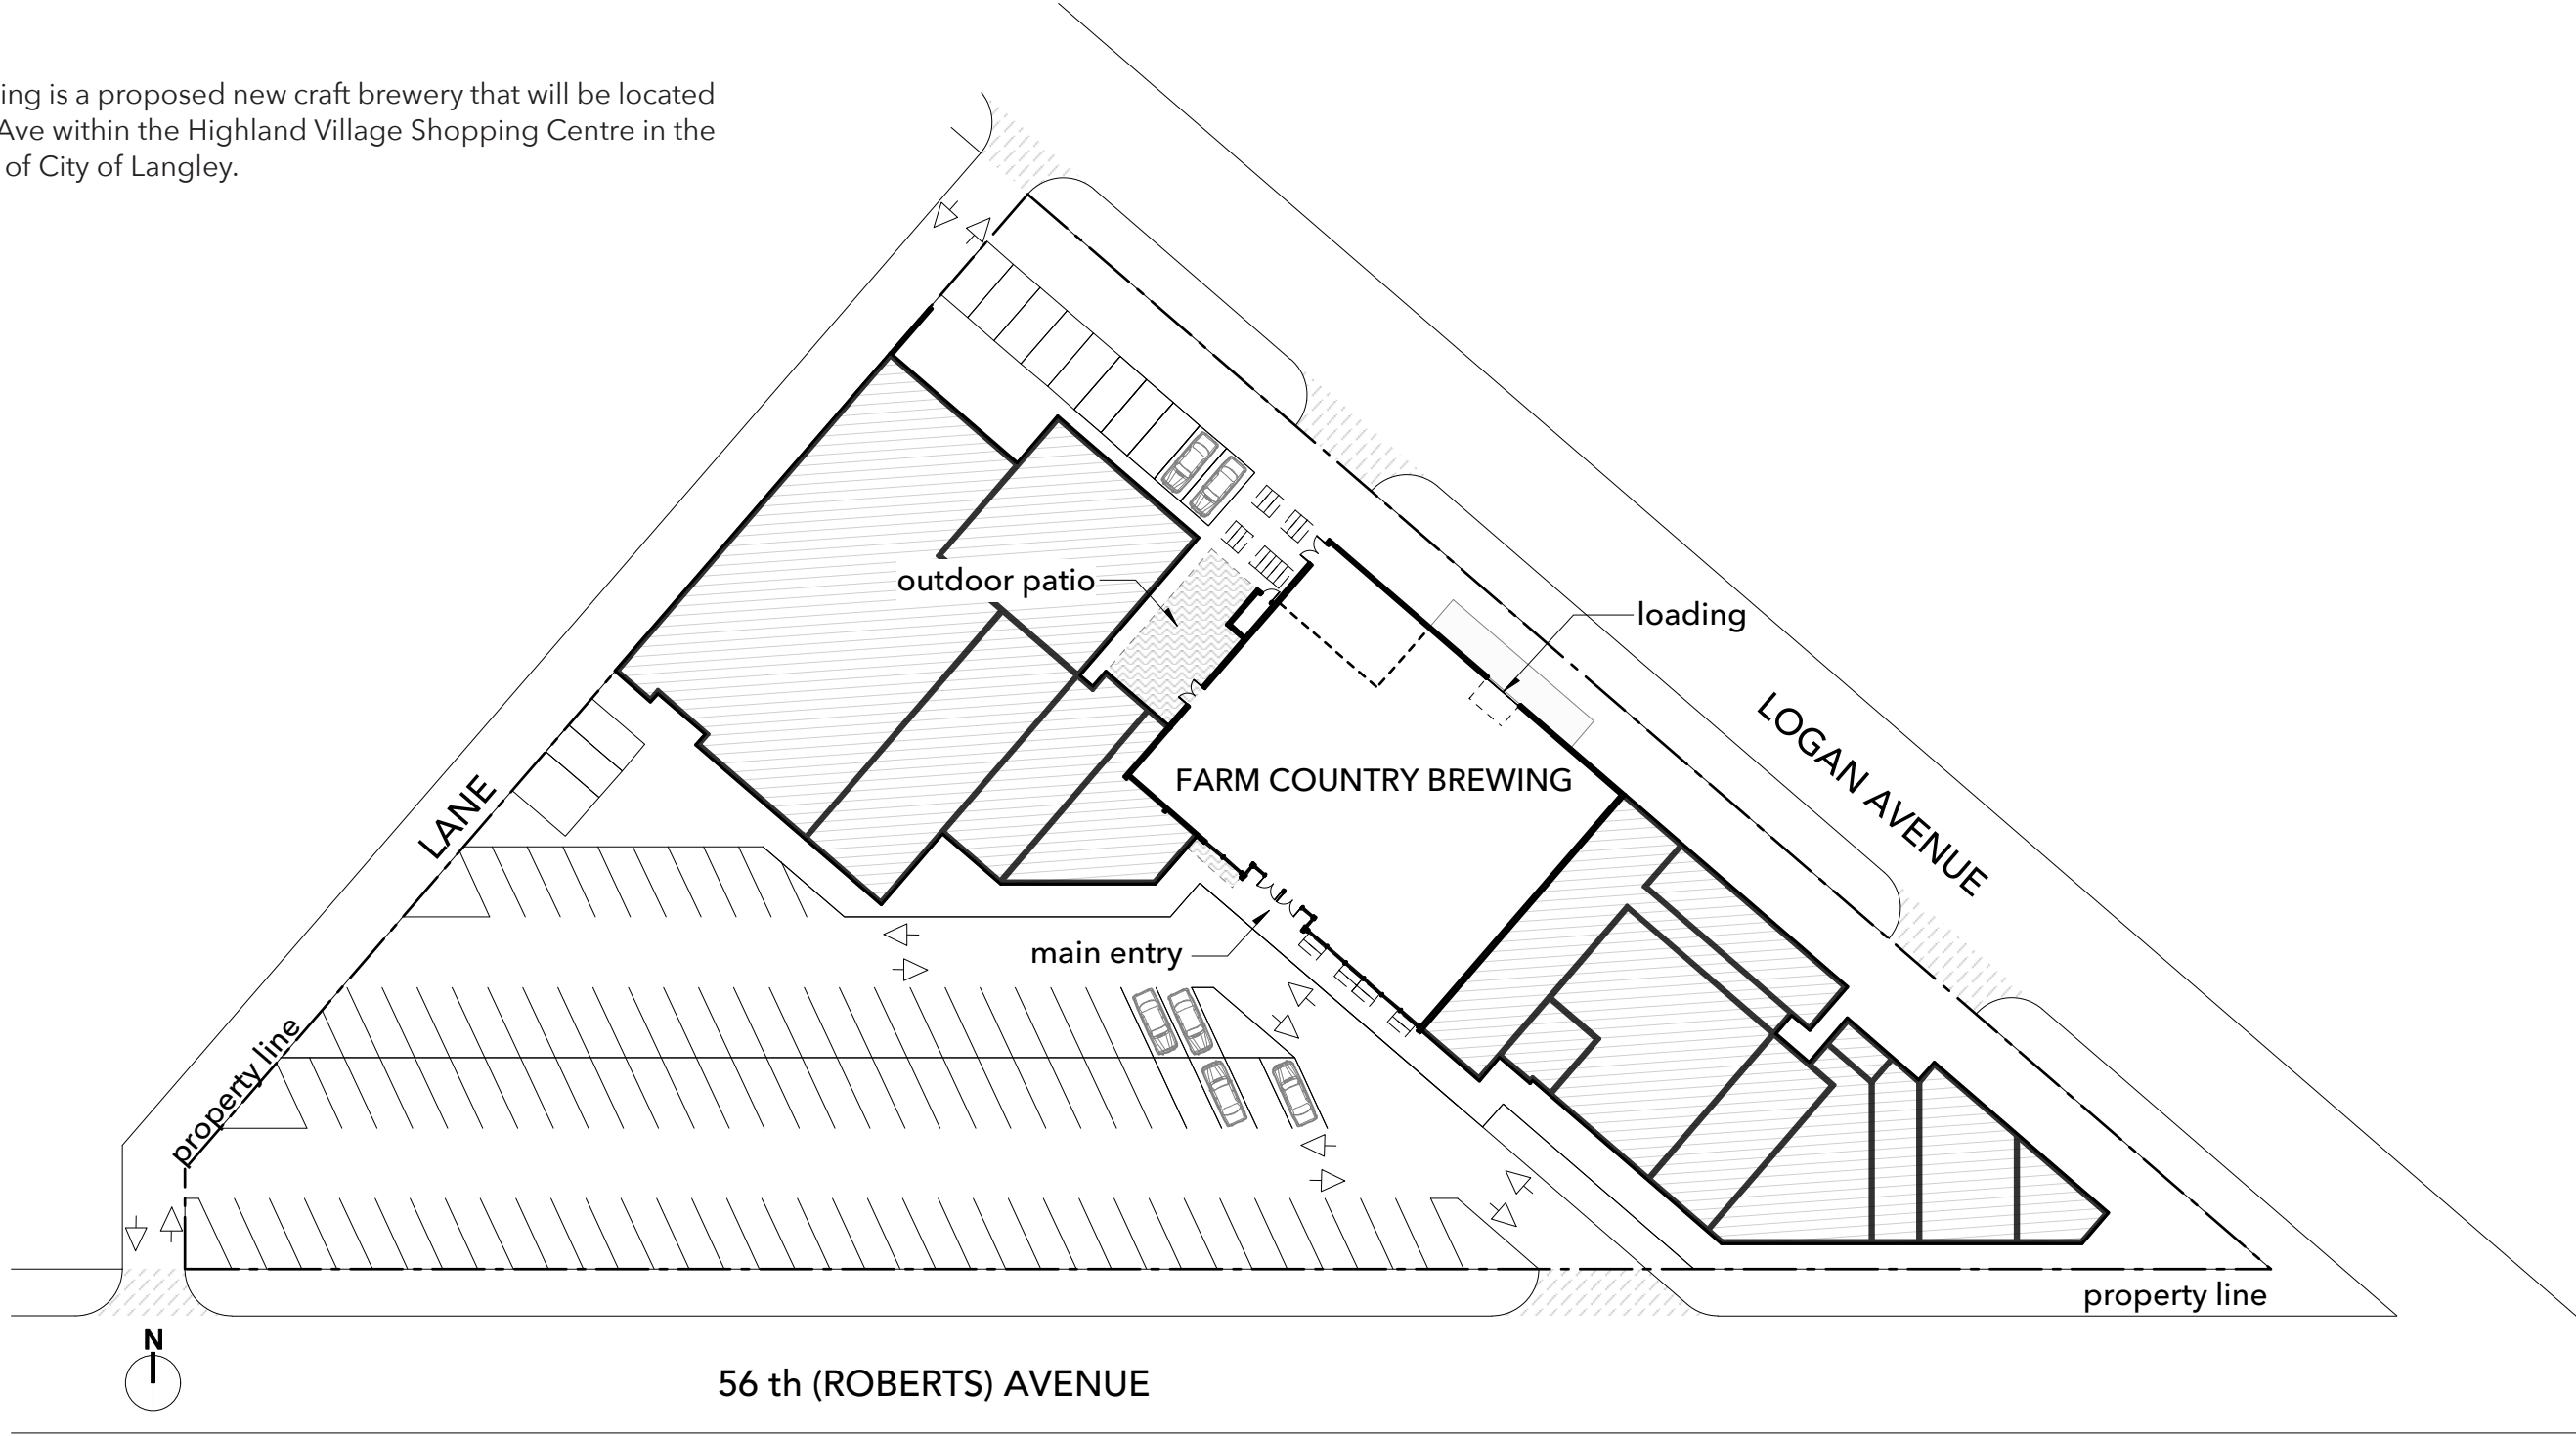 ing is a proposed new craft brewery that will be located
Ave within the Highland Village Shopping Centre in the
of City of Langley.
outdoor patio
loading
LOGAN AVENUE
FARM COUNTRY BREWING
LANE
main entry
property line
property line
N
56 th (ROBERTS) AVENUE